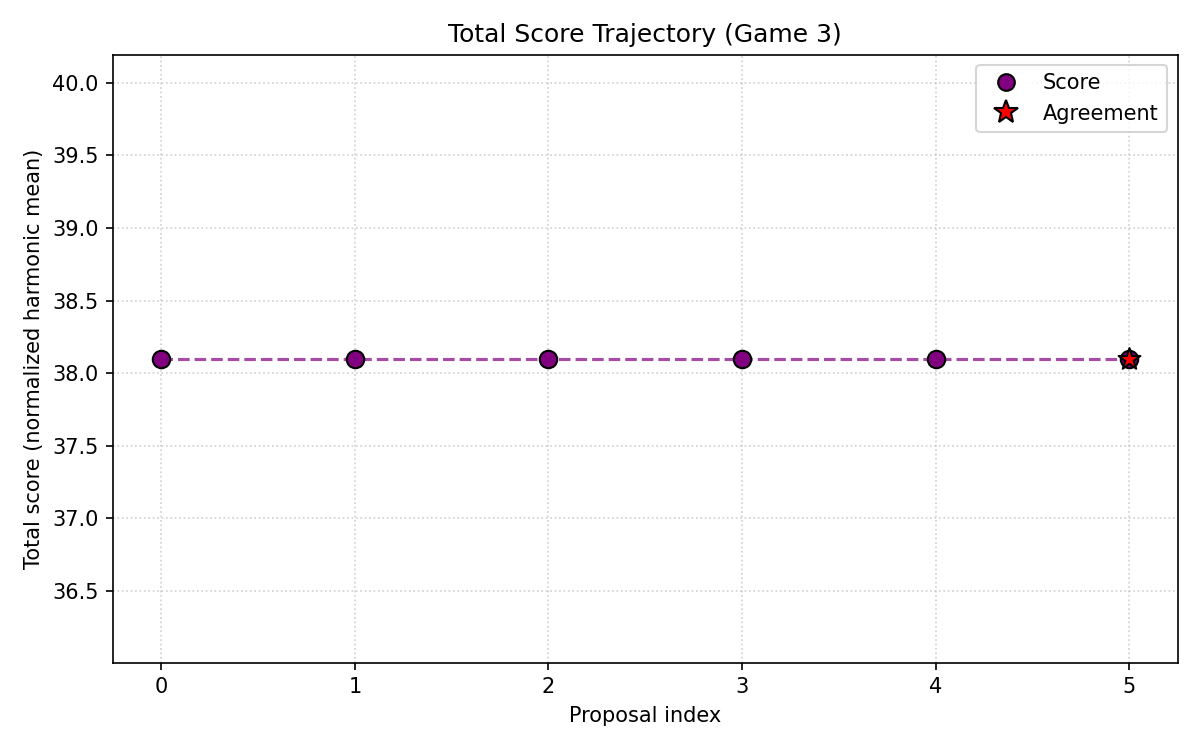 Total Score Trajectory (Game 3)
Score
Agreement
Total score (normalized harmonic mean)
40.0
39.5
39.0
38.5
38.0
37.5
37.0
36.5
0 1 2 3 4 5
Proposal index